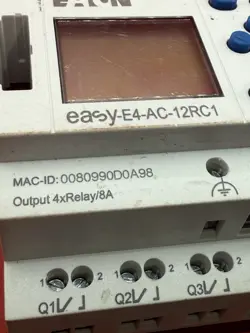 EATON
easy-E4-AC-12RC1
MAC-ID: 0080990D0A98
Output 4xRelay/8A
1 2 1 2 1 2
Q1 Q2 Q3